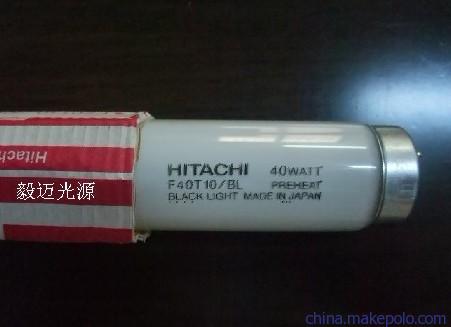 HITACHI 40WATT
F40T10/BL PREHEAT
BLACK LIGHT MADE IN JAPAN
Hitachi
毅迈光源
china.makepolo.com